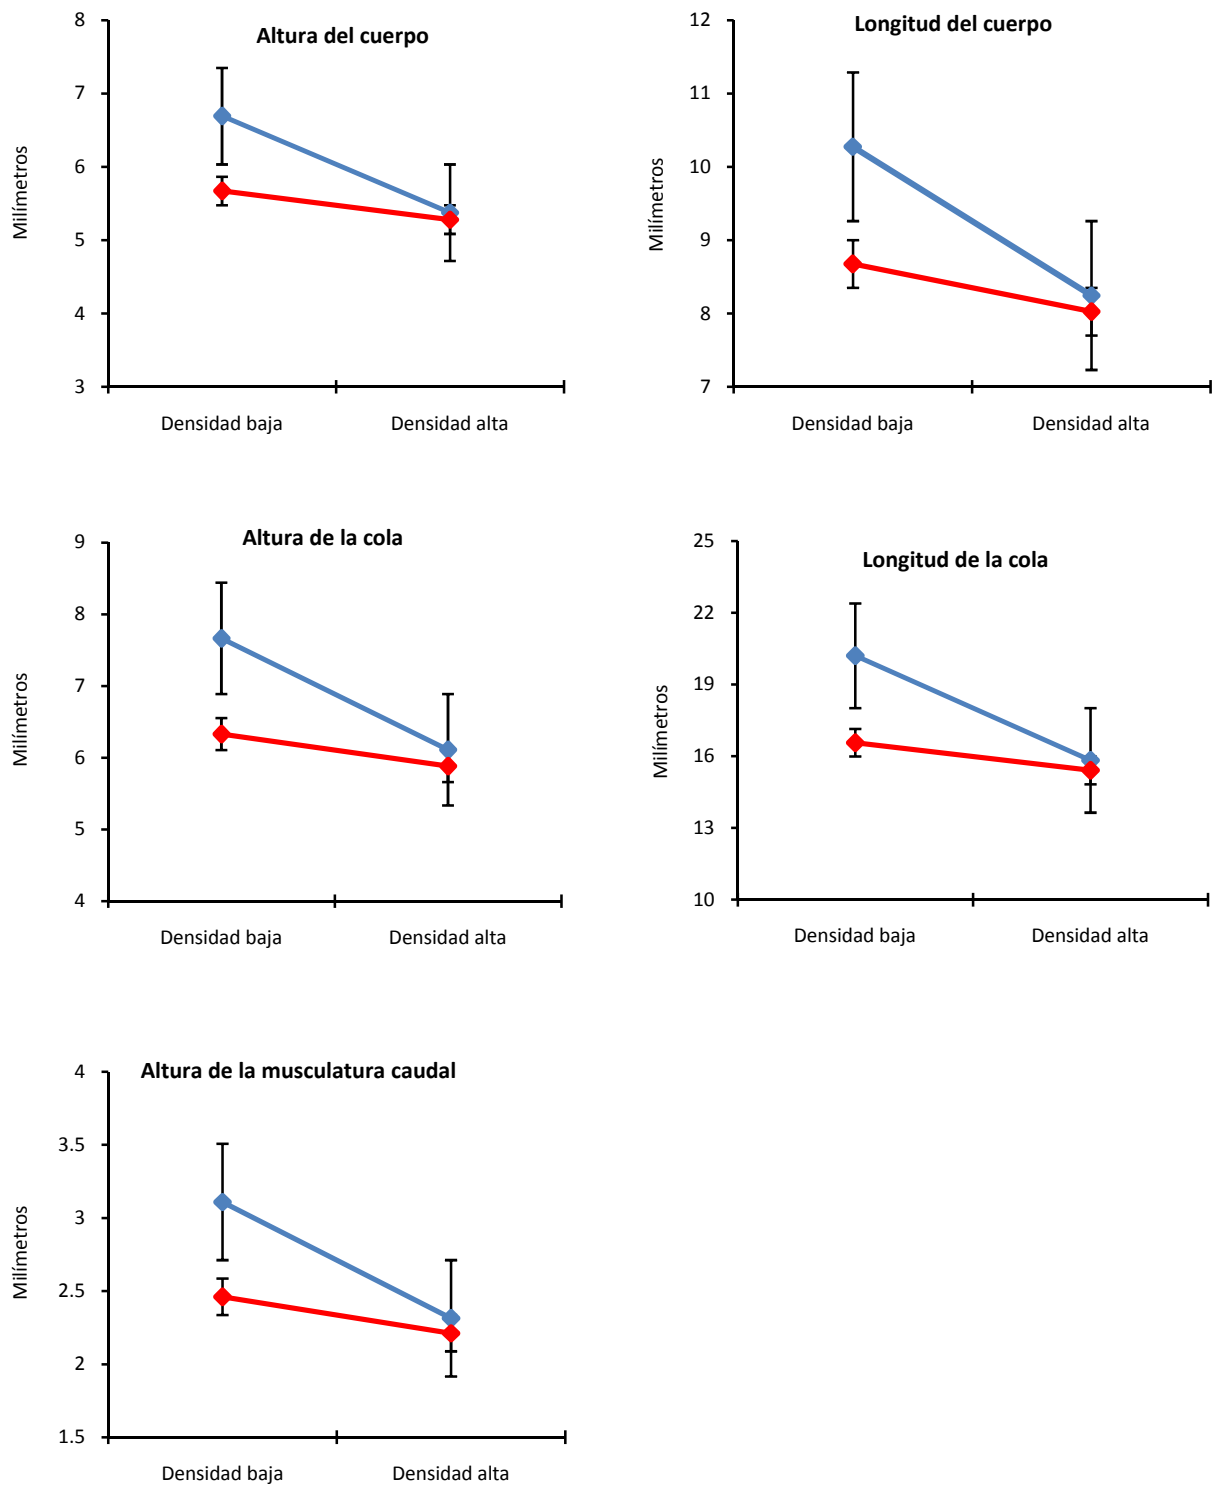 Altura del cuerpo
Milímetros
8
7
6
5
4
3
Densidad baja
Densidad alta
Longitud del cuerpo
Milímetros
12
11
10
9
8
7
Densidad baja
Densidad alta
Altura de la cola
Milímetros
9
8
7
6
5
4
Densidad baja
Densidad alta
Longitud de la cola
Milímetros
25
22
19
16
13
10
Densidad baja
Densidad alta
Altura de la musculatura caudal
Milímetros
4
3.5
3
2.5
2
1.5
Densidad baja
Densidad alta